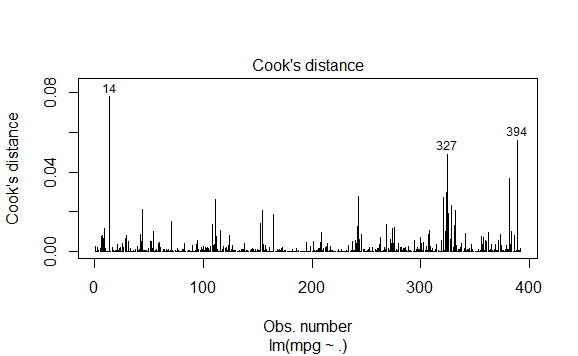 Cook's distance
14
327
394
Cook's distance
0.00
0.04
0.08
0
100
200
300
400
Obs. number
lm(mpg ~ .)